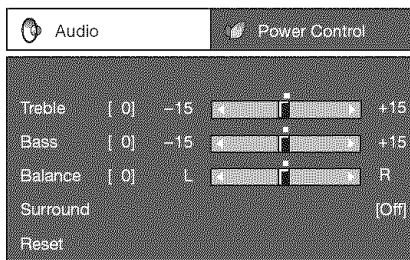 Audio Power Control
Treble [ 0] –15 +15
Bass [ 0] –15 +15
Balance [ 0] L R
Surround [Off]
Reset